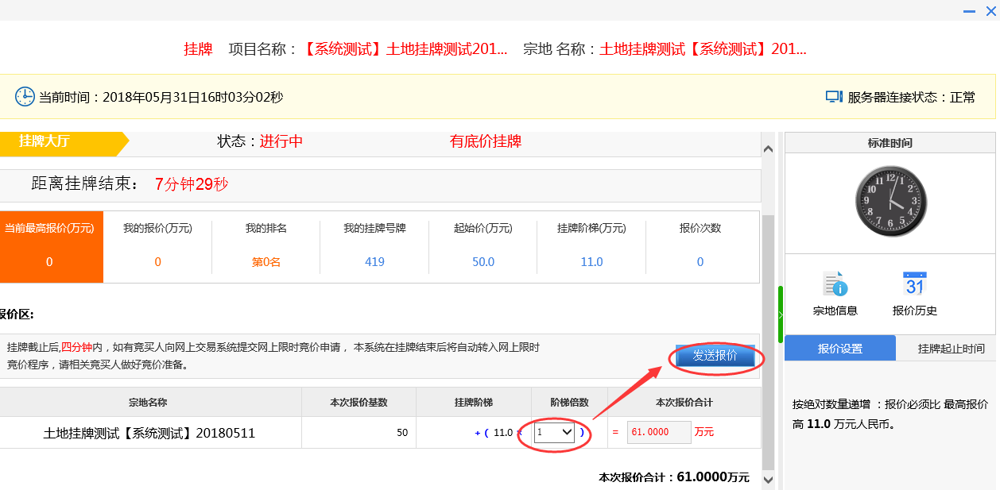 挂牌 项目名称：【系统测试】土地挂牌测试201... 宗地 名称：土地挂牌测试【系统测试】201...
当前时间：2018年05月31日16时03分02秒
服务器连接状态：正常
挂牌大厅 状态：进行中 有底价挂牌
距离挂牌结束： 7分钟29秒
当前最高报价(万元) 我的报价(万元) 我的排名 我的挂牌号牌 起始价(万元) 挂牌阶梯(万元) 报价次数
0 0 第0名 419 50.0 11.0 0
报价区:
挂牌截止后,四分钟内，如有竞买人向网上交易系统提交网上限时竞价申请， 本系统在挂牌结束后将自动转入网上限时
竞价程序，请相关竞买人做好竞价准备。
发送报价
宗地名称 本次报价基数 挂牌阶梯 阶梯倍数 本次报价合计
土地挂牌测试【系统测试】20180511 50 + ( 11.0 × 1 ) = 61.0000 万元
本次报价合计：61.0000万元
标准时间
12 1 2 3 4 5 6 7 8 9 10 11
31
宗地信息 报价历史
报价设置 挂牌起止时间
按绝对数量递增 ：报价必须比 最高报价
高 11.0 万元人民币。